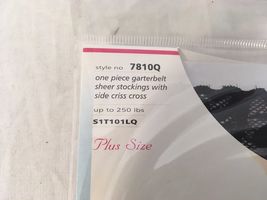 style no 7810Q
one piece garterbelt
sheer stockings with
side criss cross
up to 250 lbs
S1T101LQ
Plus Size